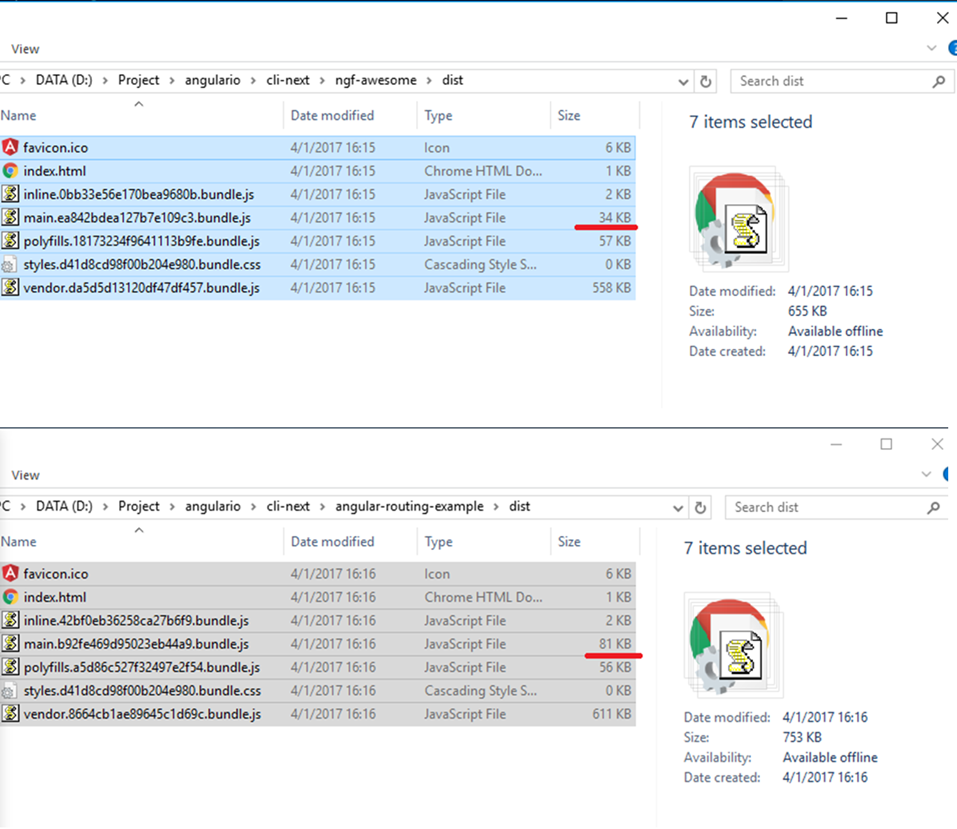 View
PC > DATA (D:) > Project > angulario > cli-next > ngf-awesome > dist
Search dist
Name Date modified Type Size
favicon.ico 4/1/2017 16:15 Icon 6 KB
index.html 4/1/2017 16:15 Chrome HTML Do... 1 KB
inline.0bb33e56e170bea9680b.bundle.js 4/1/2017 16:15 JavaScript File 2 KB
main.ea842bdea127b7e109c3.bundle.js 4/1/2017 16:15 JavaScript File 34 KB
polyfills.18173234f9641113b9fe.bundle.js 4/1/2017 16:15 JavaScript File 57 KB
styles.d41d8cd98f00b204e980.bundle.css 4/1/2017 16:15 Cascading Style S... 0 KB
vendor.da5d5d13120df47df457.bundle.js 4/1/2017 16:15 JavaScript File 558 KB
7 items selected
Date modified: 4/1/2017 16:15
Size: 655 KB
Availability: Available offline
Date created: 4/1/2017 16:15
View
PC > DATA (D:) > Project > angulario > cli-next > angular-routing-example > dist
Search dist
Name Date modified Type Size
favicon.ico 4/1/2017 16:16 Icon 6 KB
index.html 4/1/2017 16:16 Chrome HTML Do... 1 KB
inline.42bf0eb36258ca27b6f9.bundle.js 4/1/2017 16:16 JavaScript File 2 KB
main.b92fe469d95023eb44a9.bundle.js 4/1/2017 16:16 JavaScript File 81 KB
polyfills.a5d86c527f32497e2f54.bundle.js 4/1/2017 16:16 JavaScript File 56 KB
styles.d41d8cd98f00b204e980.bundle.css 4/1/2017 16:16 Cascading Style S... 0 KB
vendor.8664cb1ae89645c1d69c.bundle.js 4/1/2017 16:16 JavaScript File 611 KB
7 items selected
Date modified: 4/1/2017 16:16
Size: 753 KB
Availability: Available offline
Date created: 4/1/2017 16:16